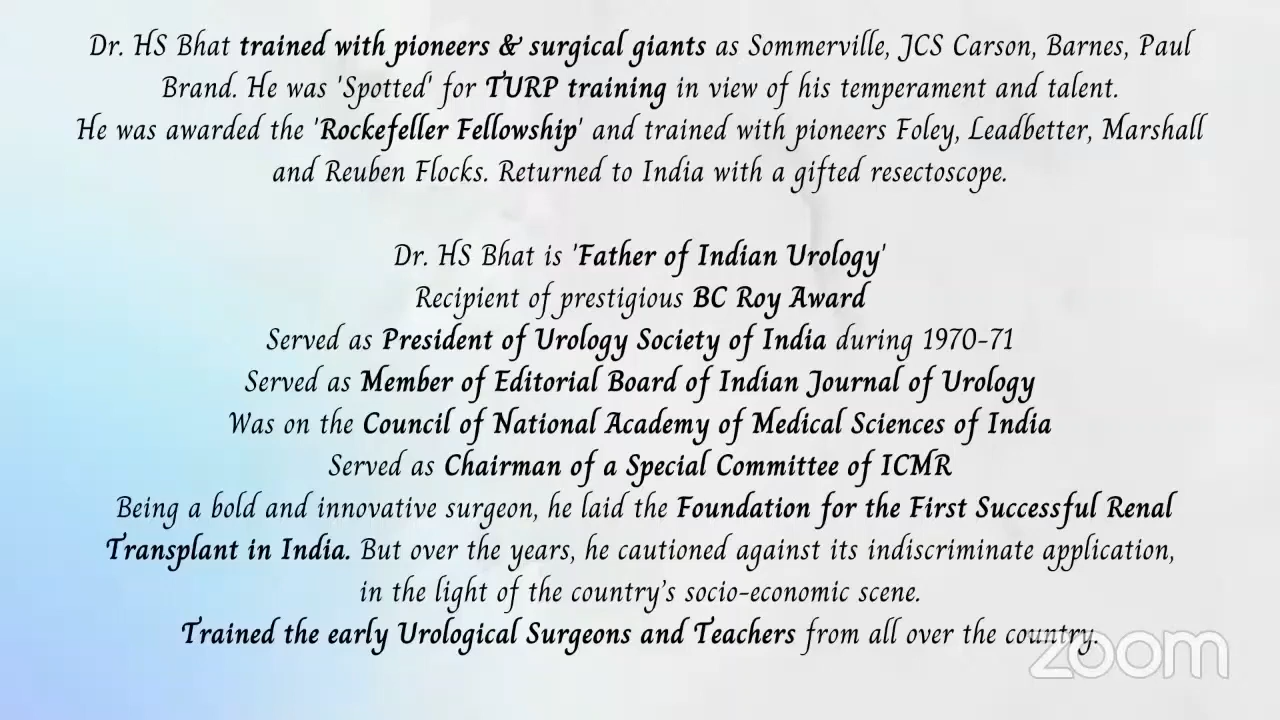 Dr. HS Bhat trained with pioneers & surgical giants as Sommerville, JCS Carson, Barnes, Paul
Brand. He was 'Spotted' for TURP training in view of his temperament and talent.
He was awarded the 'Rockefeller Fellowship' and trained with pioneers Foley, Leadbetter, Marshall
and Reuben Flocks. Returned to India with a gifted resectoscope.
Dr. HS Bhat is 'Father of Indian Urology'
Recipient of prestigious BC Roy Award
Served as President of Urology Society of India during 1970-71
Served as Member of Editorial Board of Indian Journal of Urology
Was on the Council of National Academy of Medical Sciences of India
Served as Chairman of a Special Committee of ICMR
Being a bold and innovative surgeon, he laid the Foundation for the First Successful Renal
Transplant in India. But over the years, he cautioned against its indiscriminate application,
in the light of the country's socio-economic scene.
Trained the early Urological Surgeons and Teachers from all over the country.
zoom